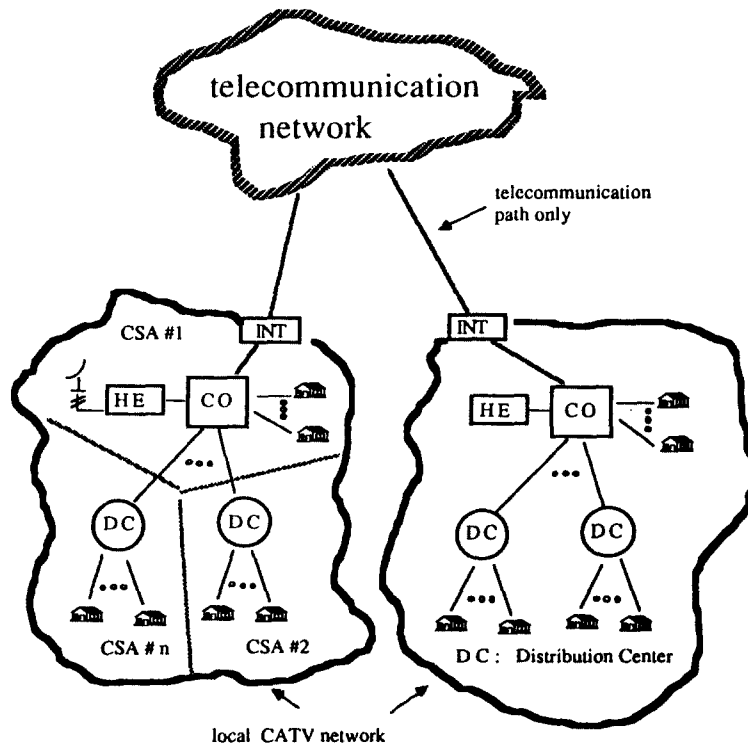 telecommunication
network
telecommunication
path only
CSA #1
INT
INT
HE
CO
HE
CO
DC
DC
DC
DC
CSA # n
CSA #2
D C : Distribution Center
local CATV network